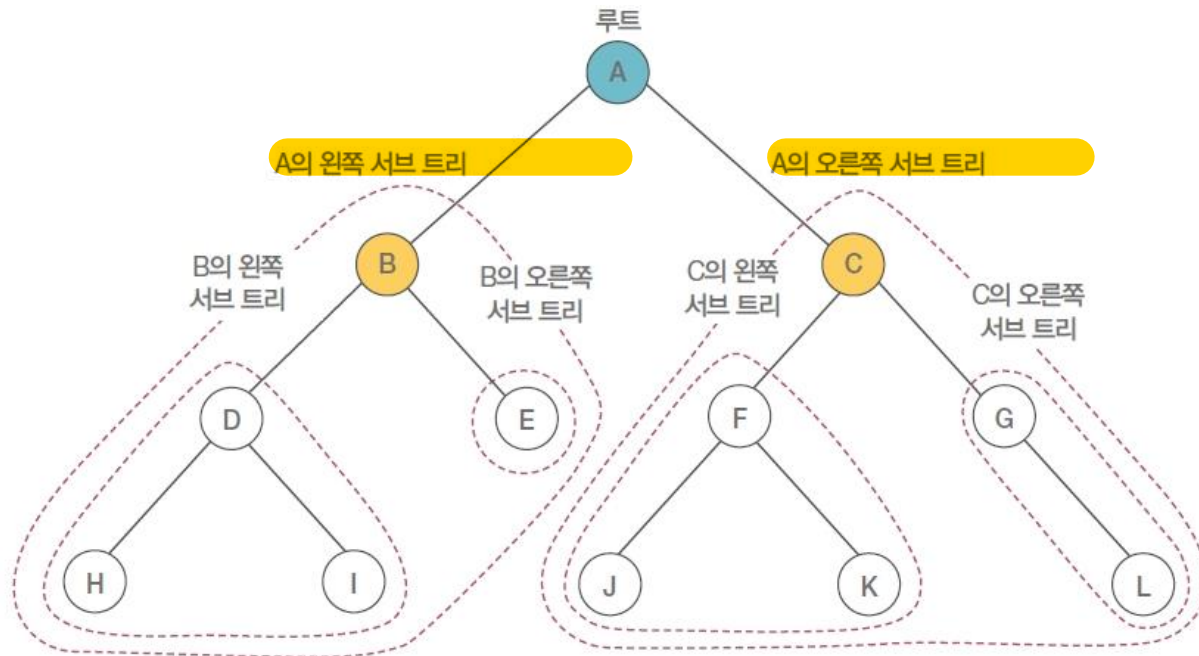 루트
A
A의 왼쪽 서브 트리
A의 오른쪽 서브 트리
B의 왼쪽
서브 트리
B
B의 오른쪽
서브 트리
C의 왼쪽
서브 트리
C
C의 오른쪽
서브 트리
D
E
F
G
H
I
J
K
L